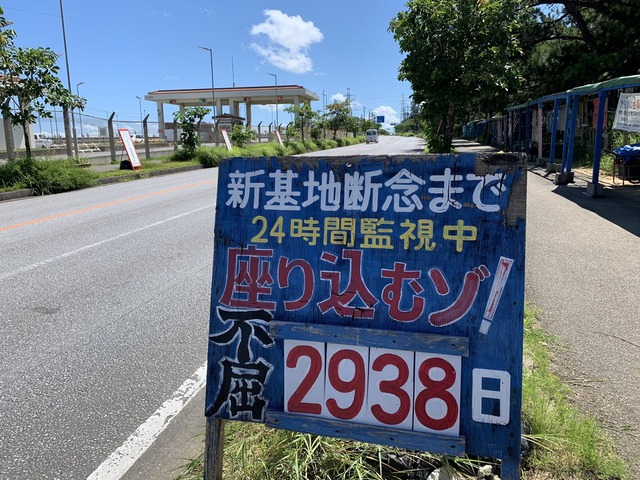 新基地断念まで
24時間監視中
座り込むゾ!
不屈
2938日